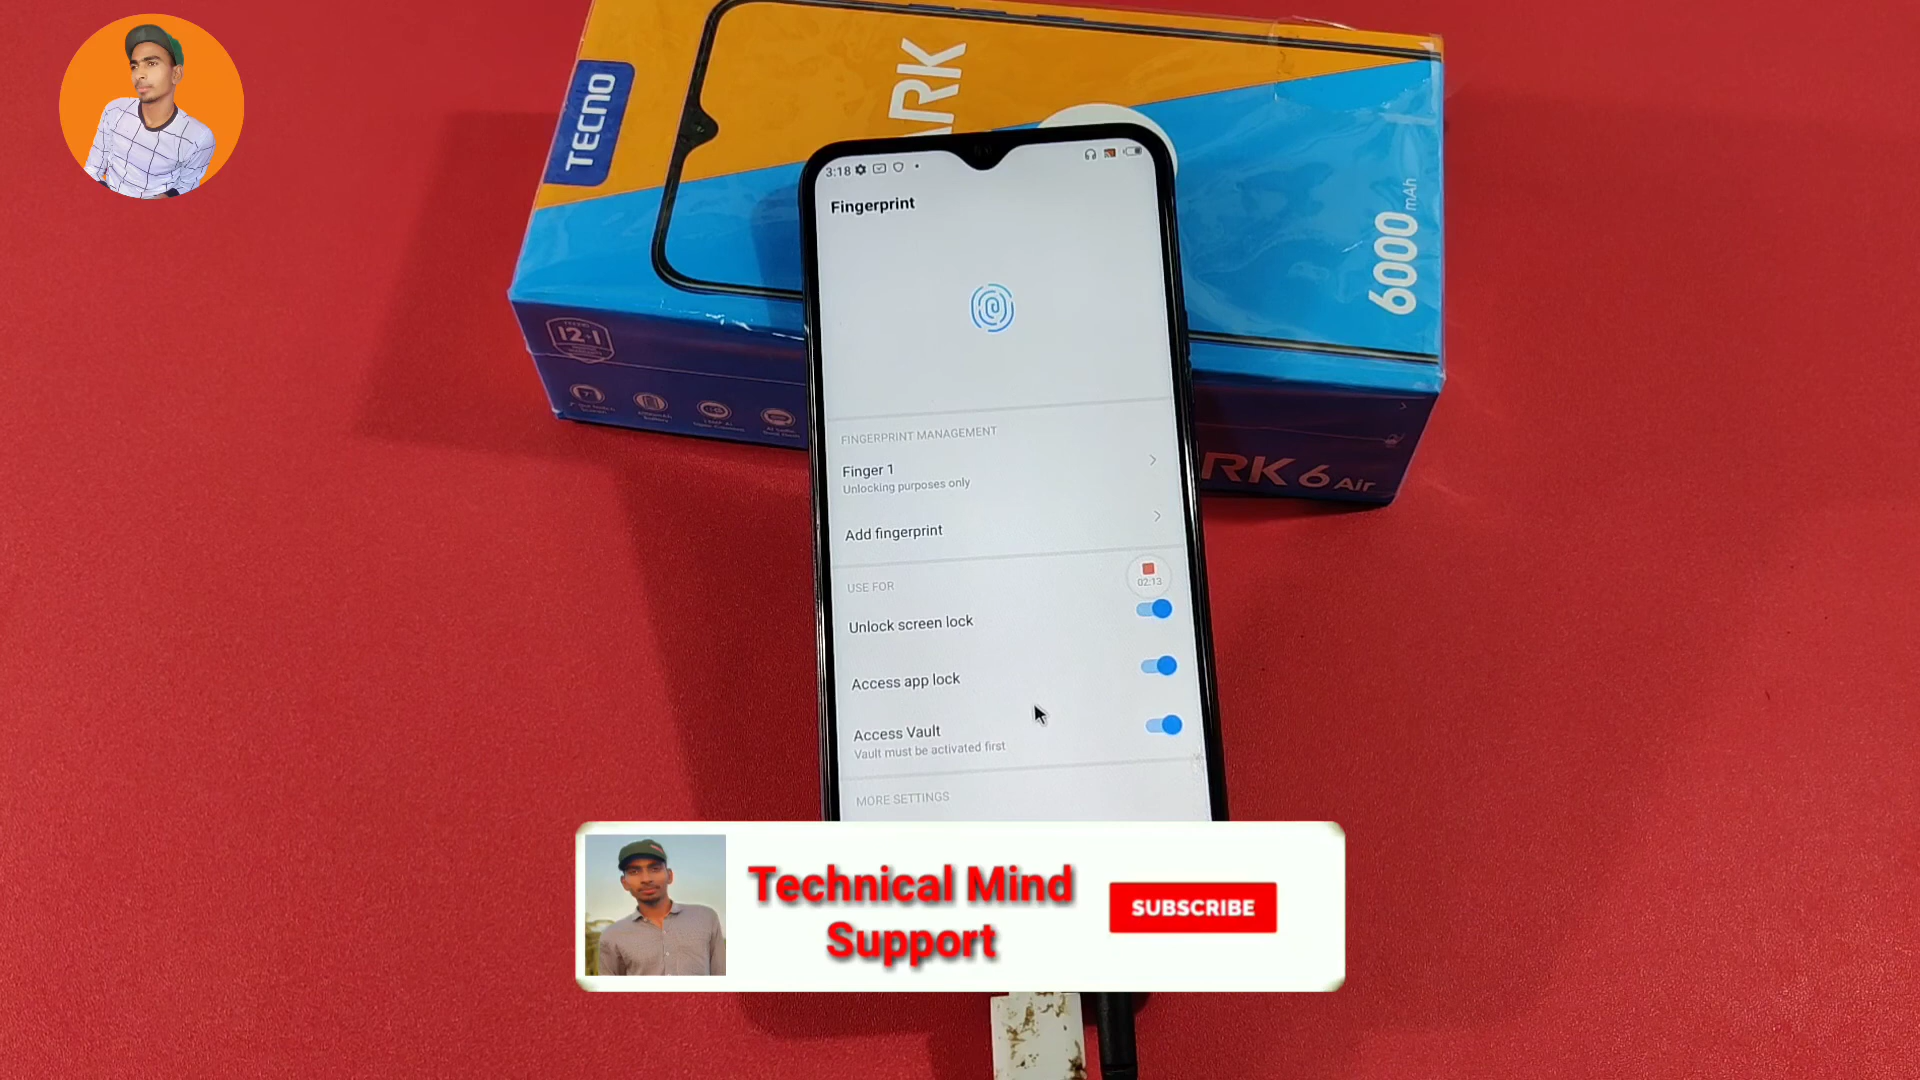 TECNO
ARK
6000 mAh
12+1
3:18
Fingerprint
FINGERPRINT MANAGEMENT
Finger 1
Unlocking purposes only
Add fingerprint
USE FOR
02:13
Unlock screen lock
Access app lock
Access Vault
Vault must be activated first
MORE SETTINGS
RK 6 Air
Technical Mind
Support
SUBSCRIBE